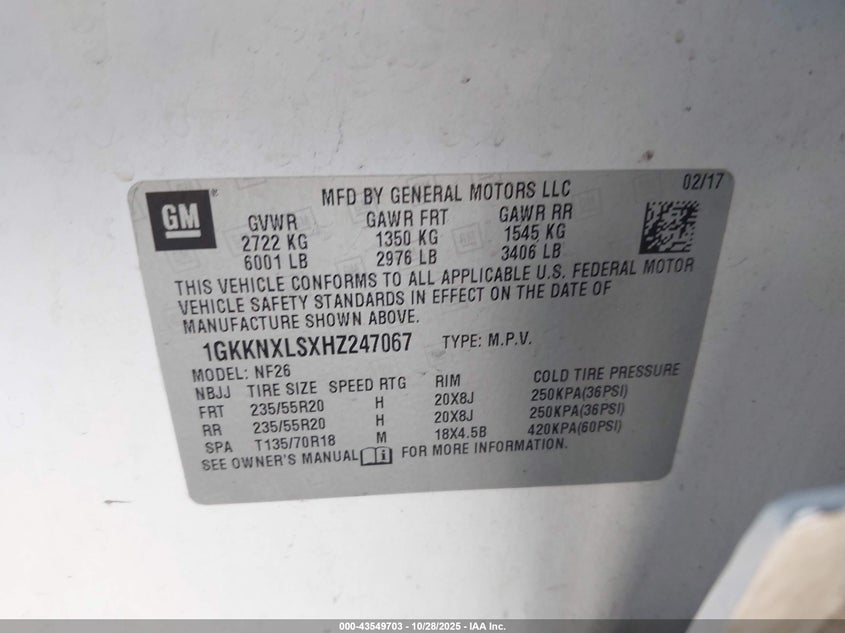 GM®
MFD BY GENERAL MOTORS LLC
02/17
GVWR GAWR FRT GAWR RR
2722 KG 1350 KG 1545 KG
6001 LB 2976 LB 3406 LB
THIS VEHICLE CONFORMS TO ALL APPLICABLE U.S. FEDERAL MOTOR
VEHICLE SAFETY STANDARDS IN EFFECT ON THE DATE OF
MANUFACTURE SHOWN ABOVE.
1GKKNXLSXHZ247067 TYPE: M.P.V.
MODEL: NF26
NBJJ TIRE SIZE SPEED RTG RIM COLD TIRE PRESSURE
FRT 235/55R20 H 20X8J 250KPA(36PSI)
RR 235/55R20 H 20X8J 250KPA(36PSI)
SPA T135/70R18 M 18X4.5B 420KPA(60PSI)
SEE OWNER'S MANUAL FOR MORE INFORMATION.
000-43549703 - 10/28/2025 - IAA Inc.